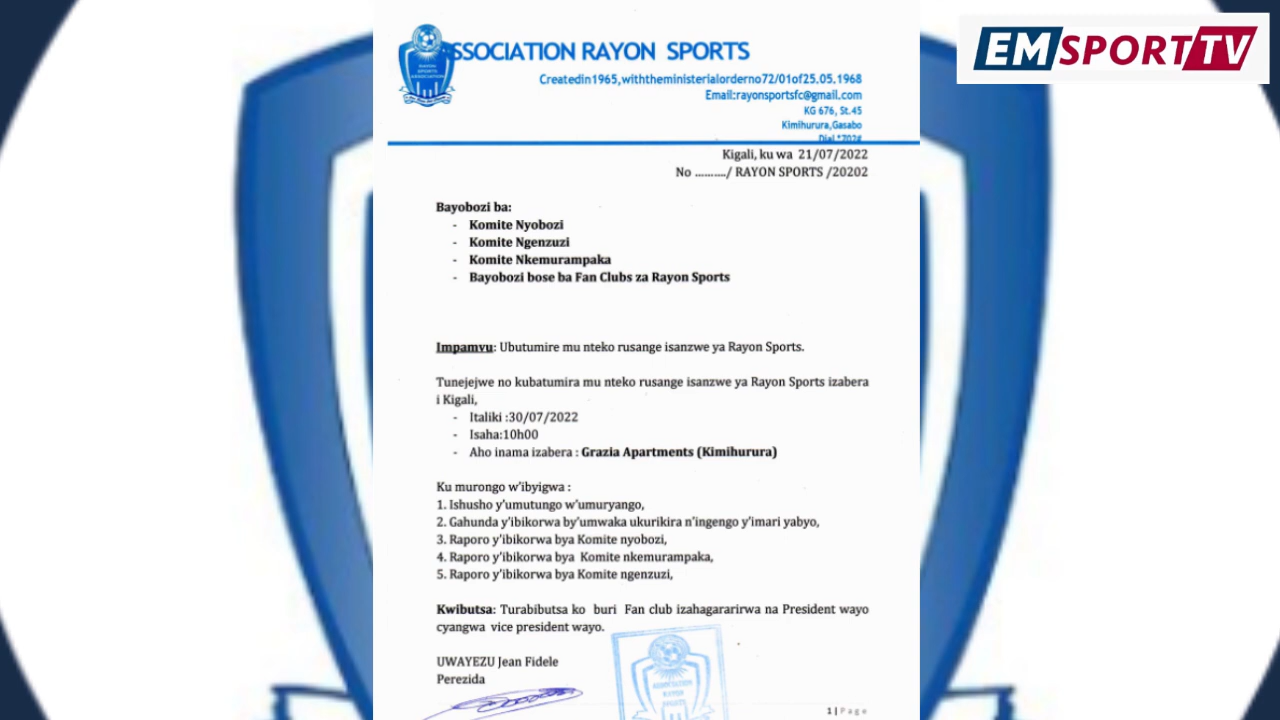 EMSPORTTV
ASSOCIATION RAYON SPORTS
Createdin1965,withtheministerialorderno72/01of25.05.1968
Email:rayonsportsfc@gmail.com
KG 676, St.45
Kimihurura,Gasabo
Dial *702#
Kigali, ku wa 21/07/2022
No ........../ RAYON SPORTS /20202
Bayobozi ba:
- Komite Nyobozi
- Komite Ngenzuzi
- Komite Nkemurampaka
- Bayobozi bose ba Fan Clubs za Rayon Sports
Impamvu: Ubutumire mu nteko rusange isanzwe ya Rayon Sports.
Tunejejwe no kubatumira mu nteko rusange isanzwe ya Rayon Sports izabera
i Kigali,
- Italiki :30/07/2022
- Isaha:10h00
- Aho inama izabera : Grazia Apartments (Kimihurura)
Ku murongo w'ibyigwa :
1. Ishusho y'umutungo w'umuryango,
2. Gahunda y'ibikorwa by'umwaka ukurikira n'ingengo y'imari yabyo,
3. Raporo y'ibikorwa bya Komite nyobozi,
4. Raporo y'ibikorwa bya Komite nkemurampaka,
5. Raporo y'ibikorwa bya Komite ngenzuzi,
Kwibutsa: Turabibutsa ko buri Fan club izahagararirwa na President wayo
cyangwa vice president wayo.
UWAYEZU Jean Fidele
Perezida
ASSOCIATION
RAYON
SPORTS
1 | Page